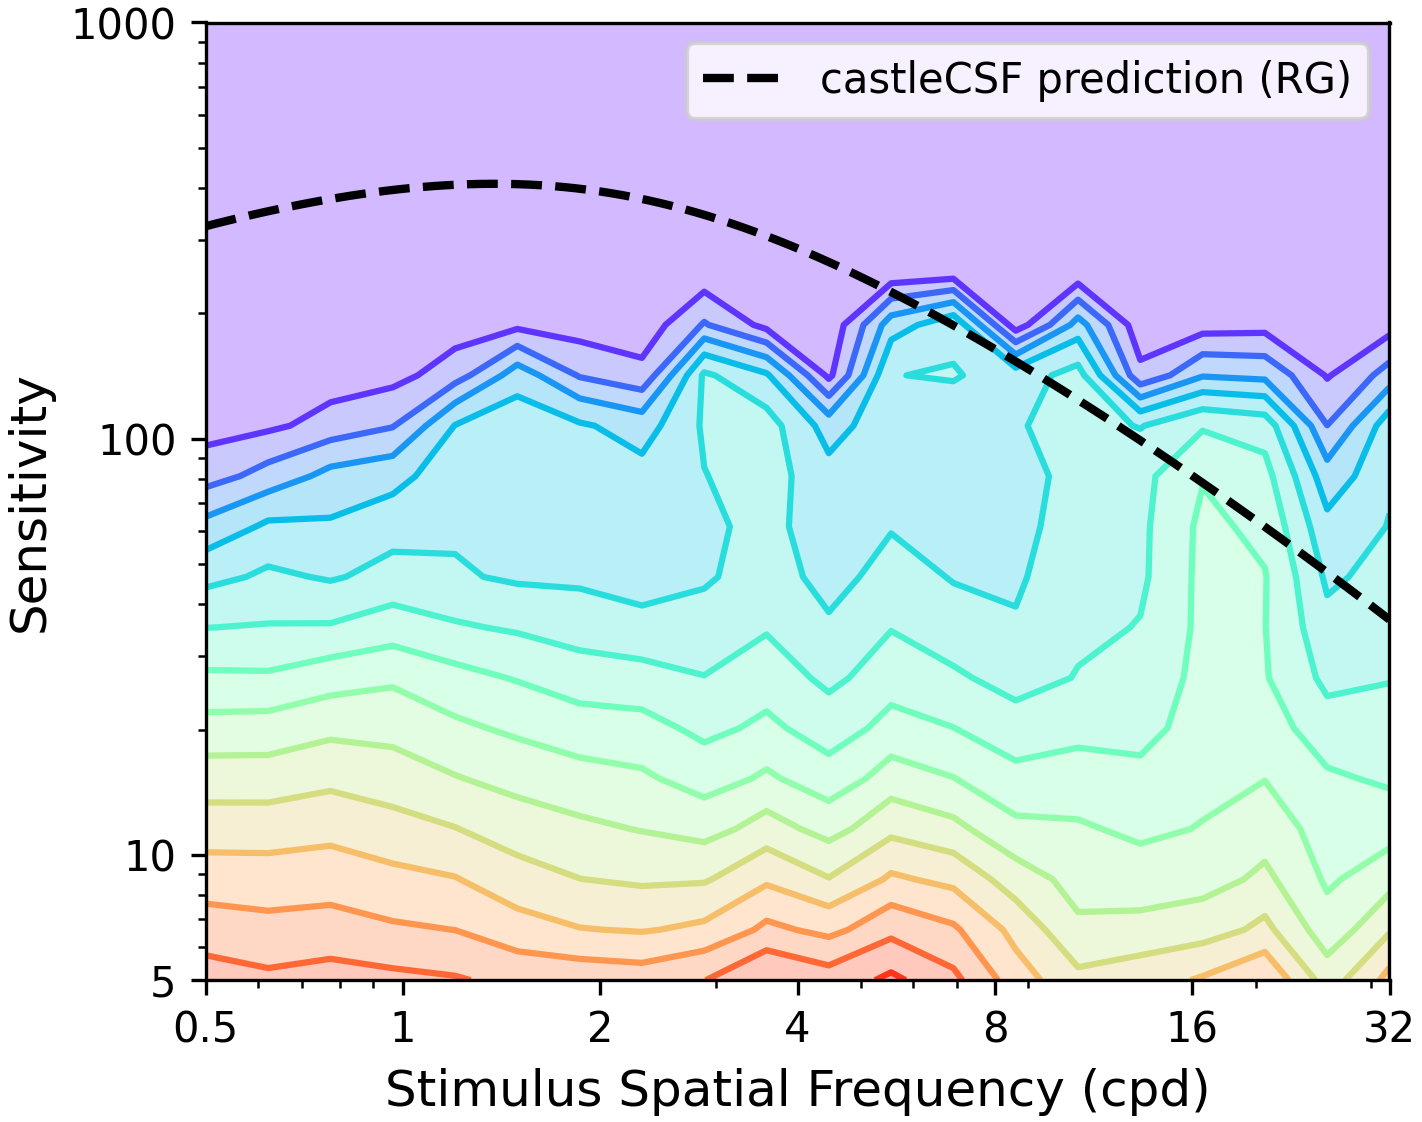 1000
castleCSF prediction (RG)
100
Sensitivity
10
5
0.5 1 2 4 8 16 32
Stimulus Spatial Frequency (cpd)